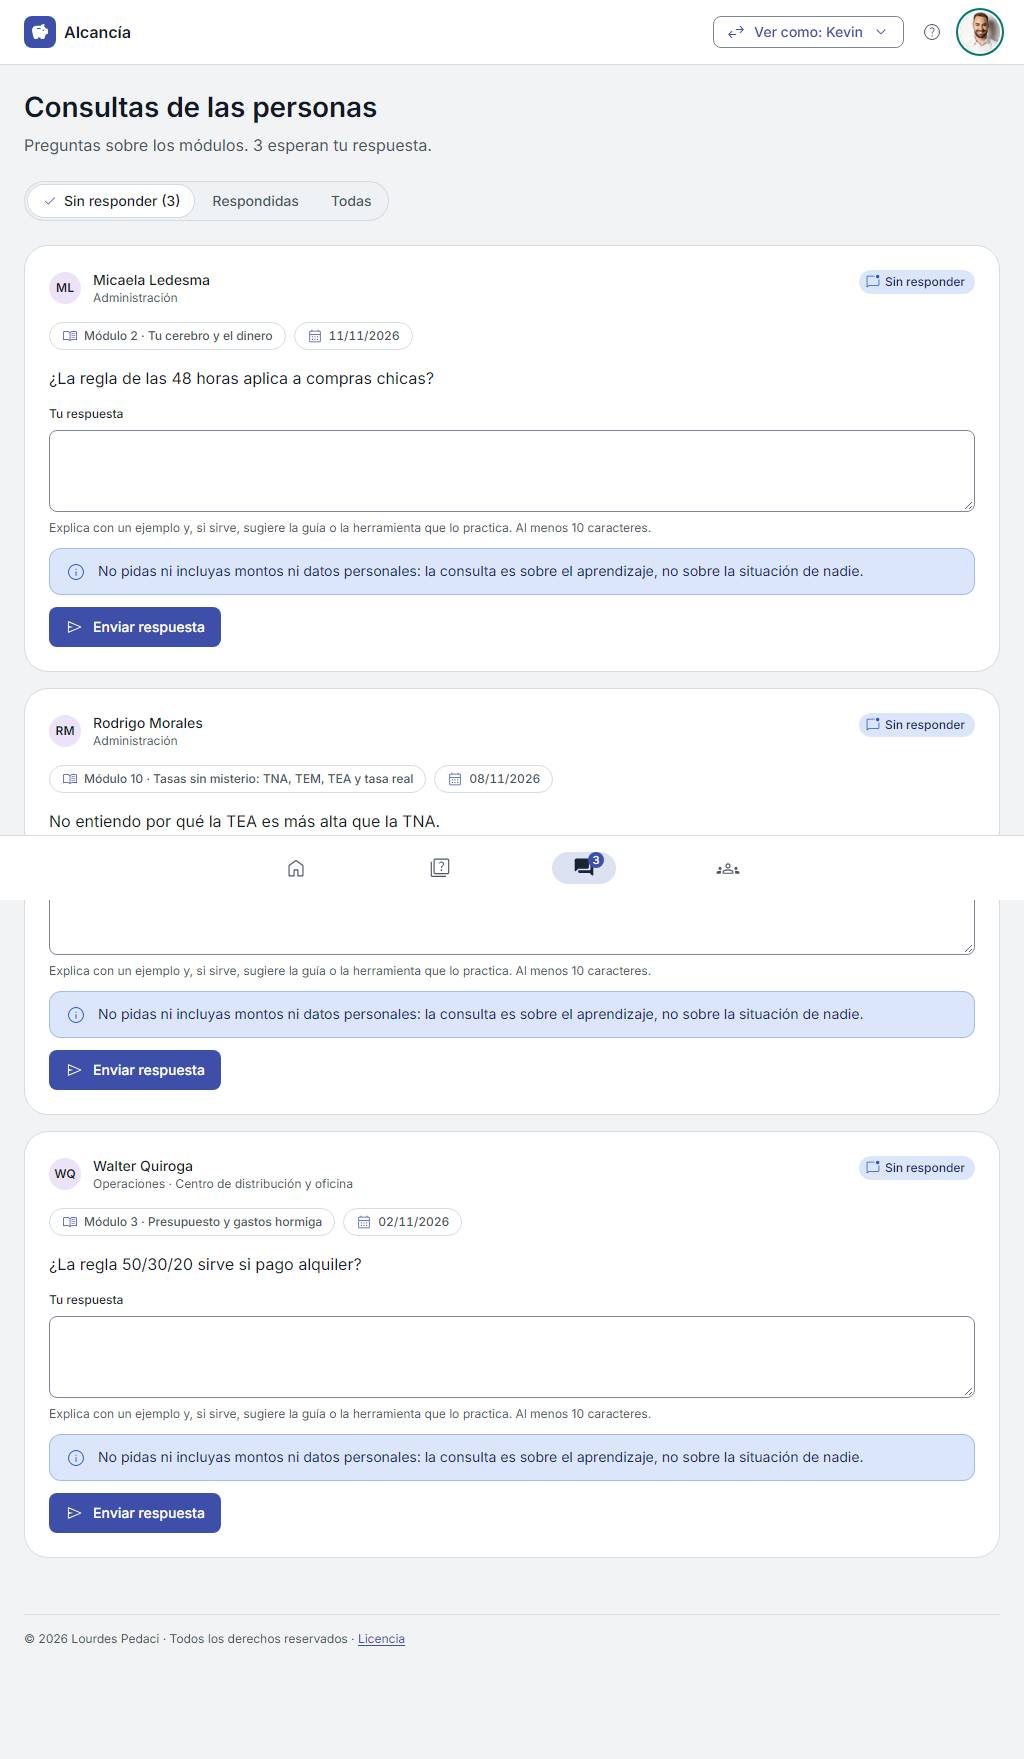 Alcancía
Ver como: Kevin
Consultas de las personas
Preguntas sobre los módulos. 3 esperan tu respuesta.
Sin responder (3)
Respondidas
Todas
ML
Micaela Ledesma
Administración
Sin responder
Módulo 2 · Tu cerebro y el dinero
11/11/2026
¿La regla de las 48 horas aplica a compras chicas?
Tu respuesta
Explica con un ejemplo y, si sirve, sugiere la guía o la herramienta que lo practica. Al menos 10 caracteres.
No pidas ni incluyas montos ni datos personales: la consulta es sobre el aprendizaje, no sobre la situación de nadie.
Enviar respuesta
RM
Rodrigo Morales
Administración
Sin responder
Módulo 10 · Tasas sin misterio: TNA, TEM, TEA y tasa real
08/11/2026
No entiendo por qué la TEA es más alta que la TNA.
3
Explica con un ejemplo y, si sirve, sugiere la guía o la herramienta que lo practica. Al menos 10 caracteres.
No pidas ni incluyas montos ni datos personales: la consulta es sobre el aprendizaje, no sobre la situación de nadie.
Enviar respuesta
WQ
Walter Quiroga
Operaciones · Centro de distribución y oficina
Sin responder
Módulo 3 · Presupuesto y gastos hormiga
02/11/2026
¿La regla 50/30/20 sirve si pago alquiler?
Tu respuesta
Explica con un ejemplo y, si sirve, sugiere la guía o la herramienta que lo practica. Al menos 10 caracteres.
No pidas ni incluyas montos ni datos personales: la consulta es sobre el aprendizaje, no sobre la situación de nadie.
Enviar respuesta
© 2026 Lourdes Pedaci · Todos los derechos reservados · Licencia